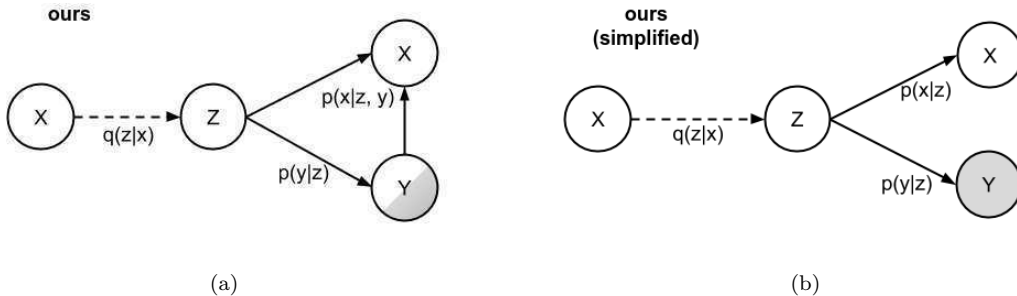 ours
X
q(z|x)
Z
X
p(x|z, y)
p(y|z)
Y
(a)
ours
(simplified)
X
q(z|x)
Z
X
p(x|z)
p(y|z)
Y
(b)